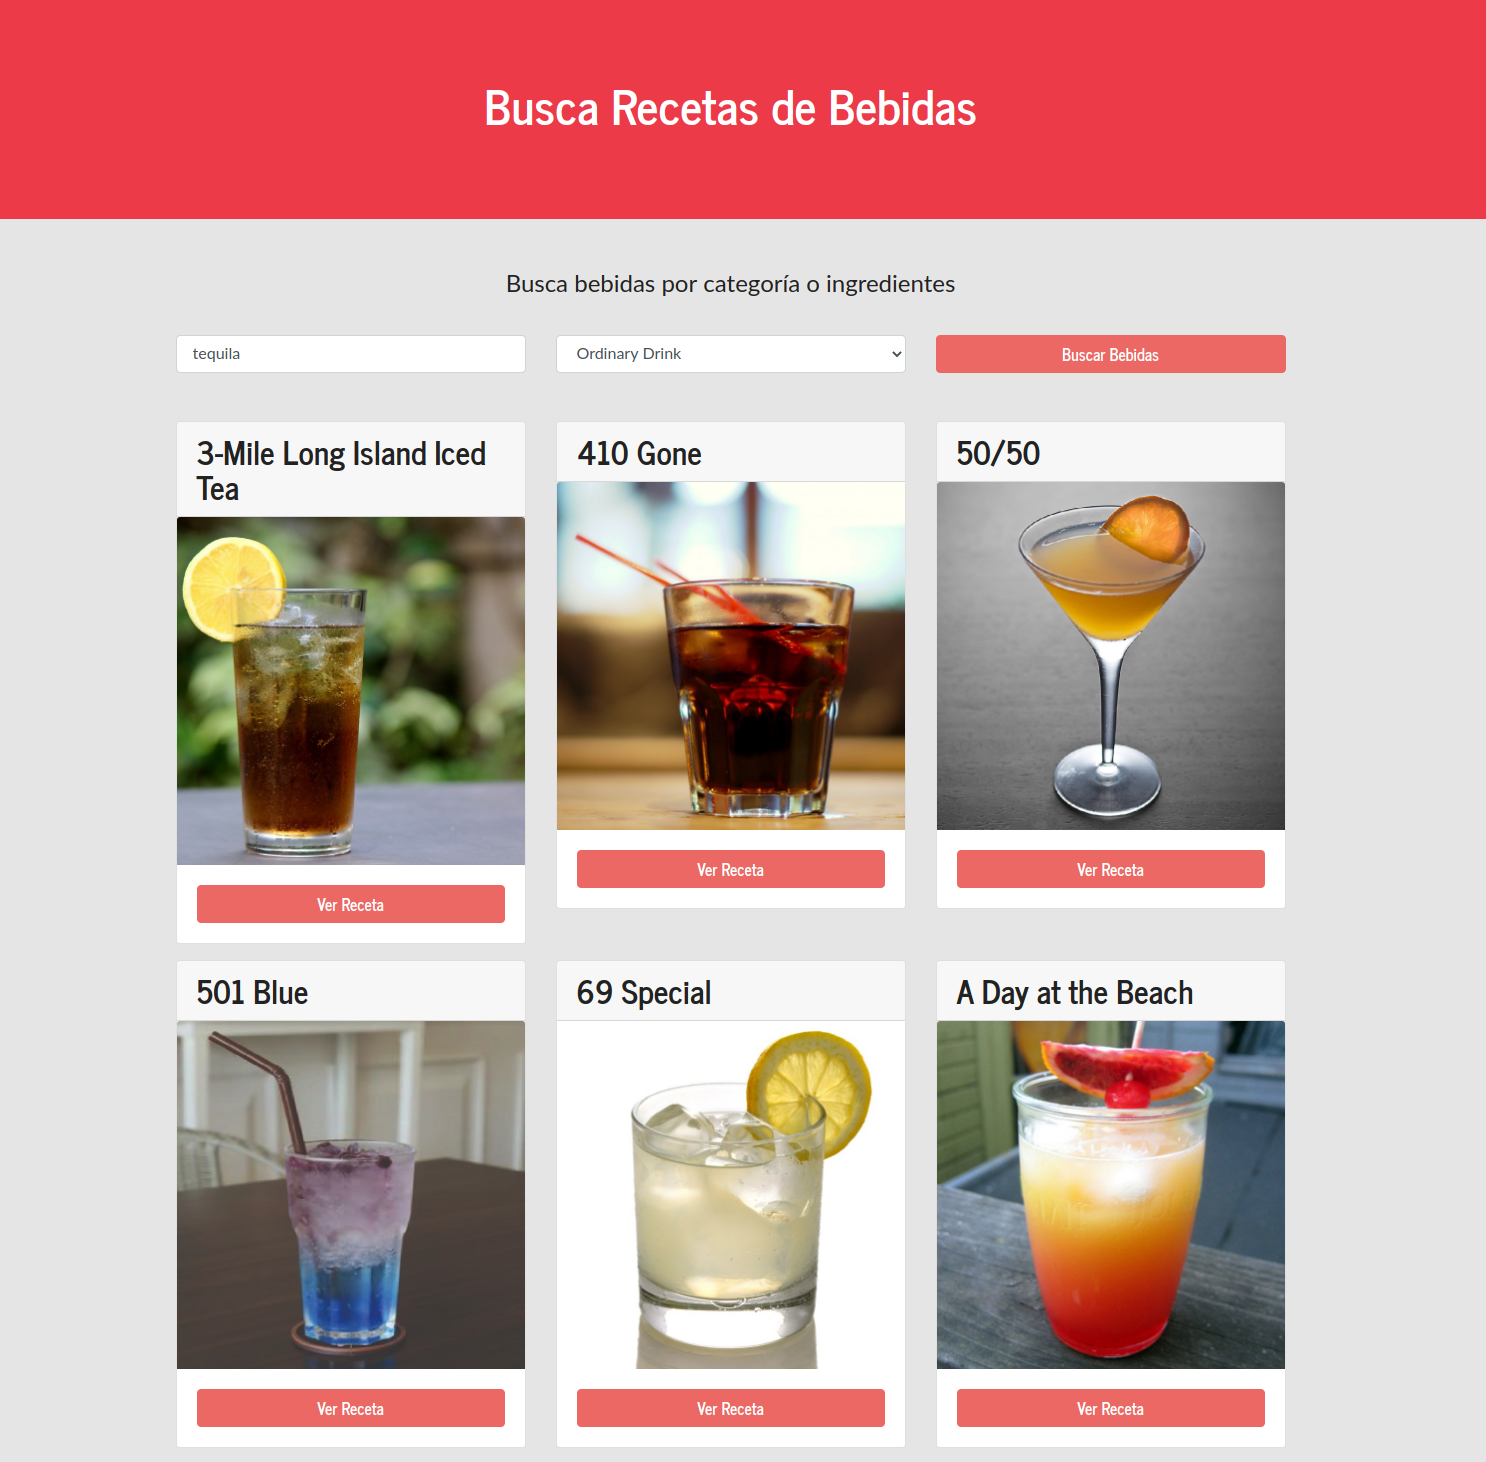 Busca Recetas de Bebidas
Busca bebidas por categoría o ingredientes
tequila
Ordinary Drink
Buscar Bebidas
3-Mile Long Island Iced
Tea
Ver Receta
410 Gone
Ver Receta
50/50
Ver Receta
501 Blue
Ver Receta
69 Special
Ver Receta
A Day at the Beach
Ver Receta